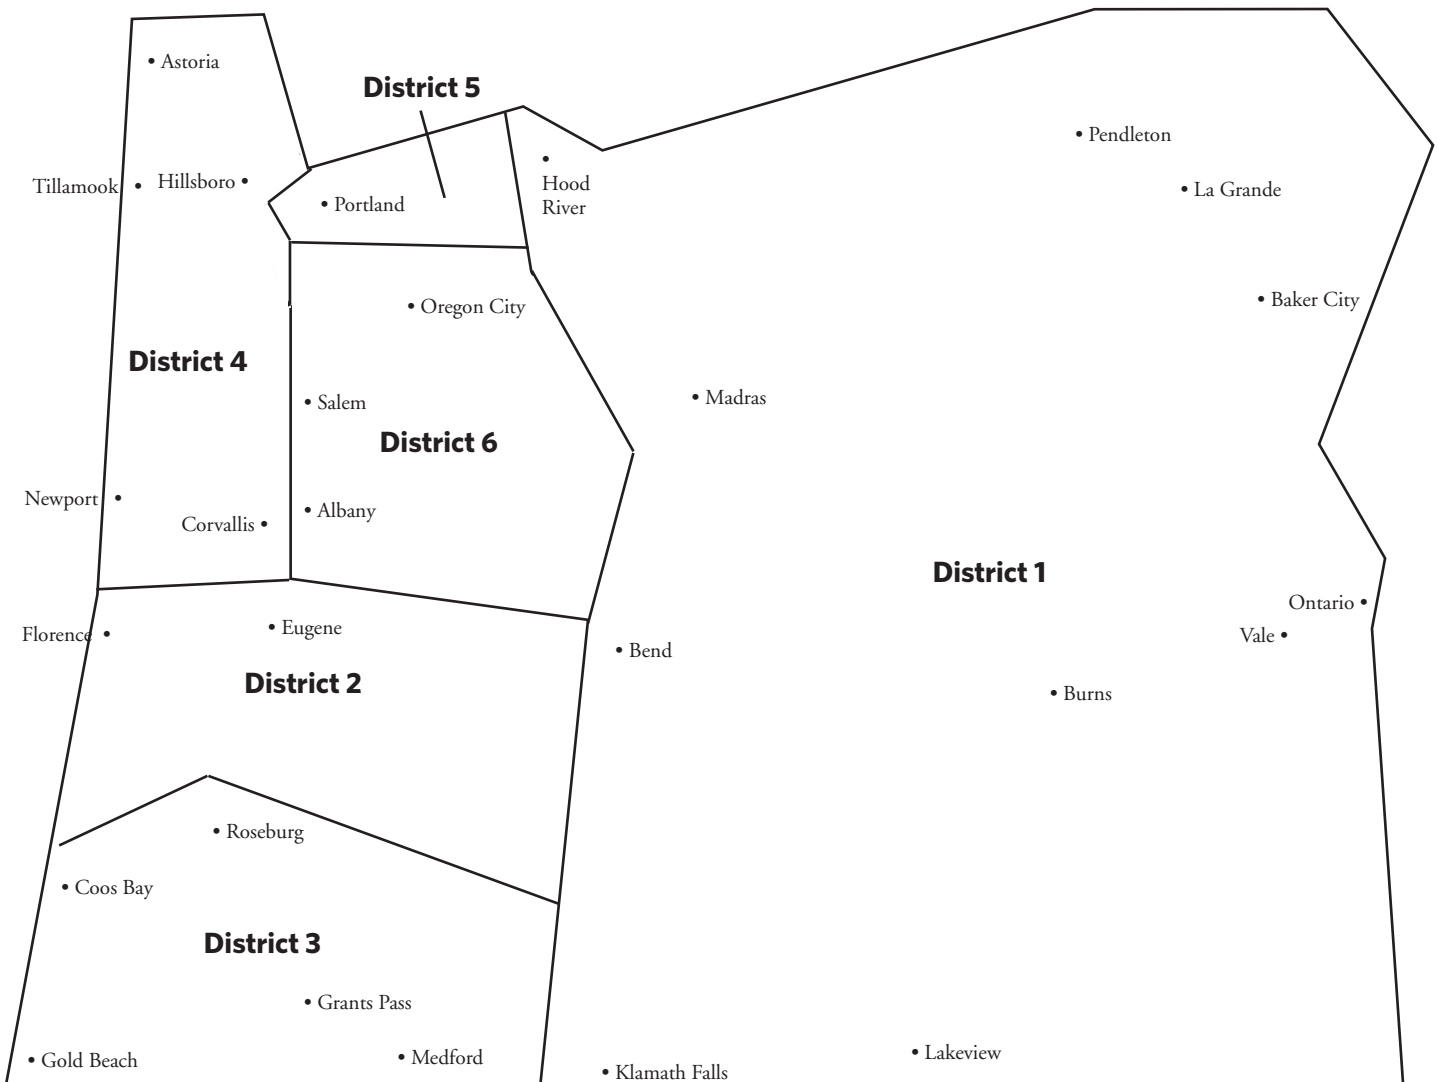 Astoria
District 5
Pendleton
Tillamook
Hillsboro
Hood
River
La Grande
Portland
Baker City
Oregon City
District 4
Madras
Salem
District 6
Newport
Albany
Corvallis
District 1
Ontario
Florence
Eugene
Vale
Bend
District 2
Burns
Roseburg
Coos Bay
District 3
Grants Pass
Gold Beach
Medford
Lakeview
Klamath Falls